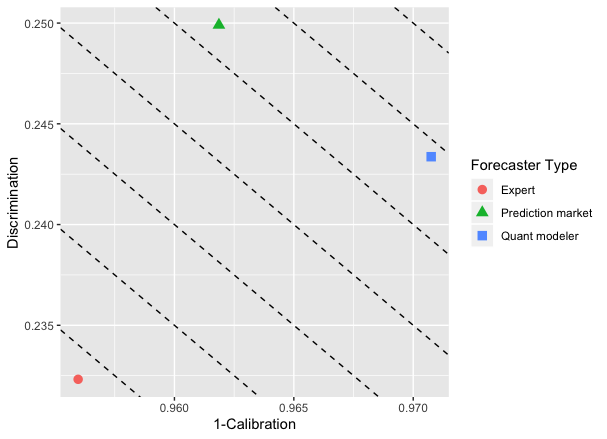 0.250
0.245
0.240
0.235
Discrimination
0.960
0.965
0.970
1-Calibration
Forecaster Type
Expert
Prediction market
Quant modeler